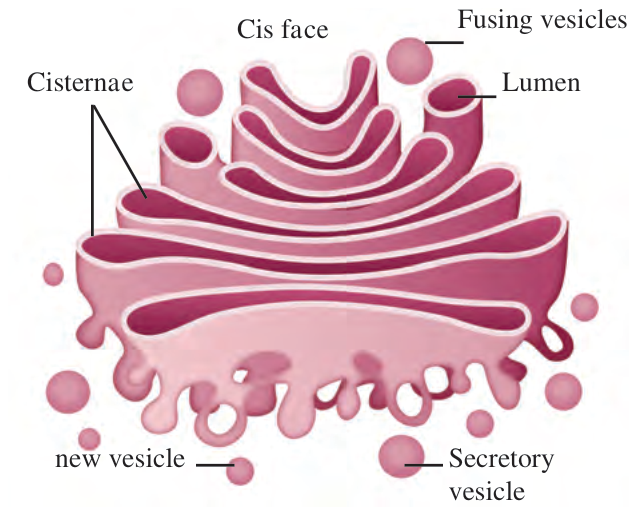 Fusing vesicles
Cis face
Cisternae
Lumen
new vesicle
Secretory
vesicle